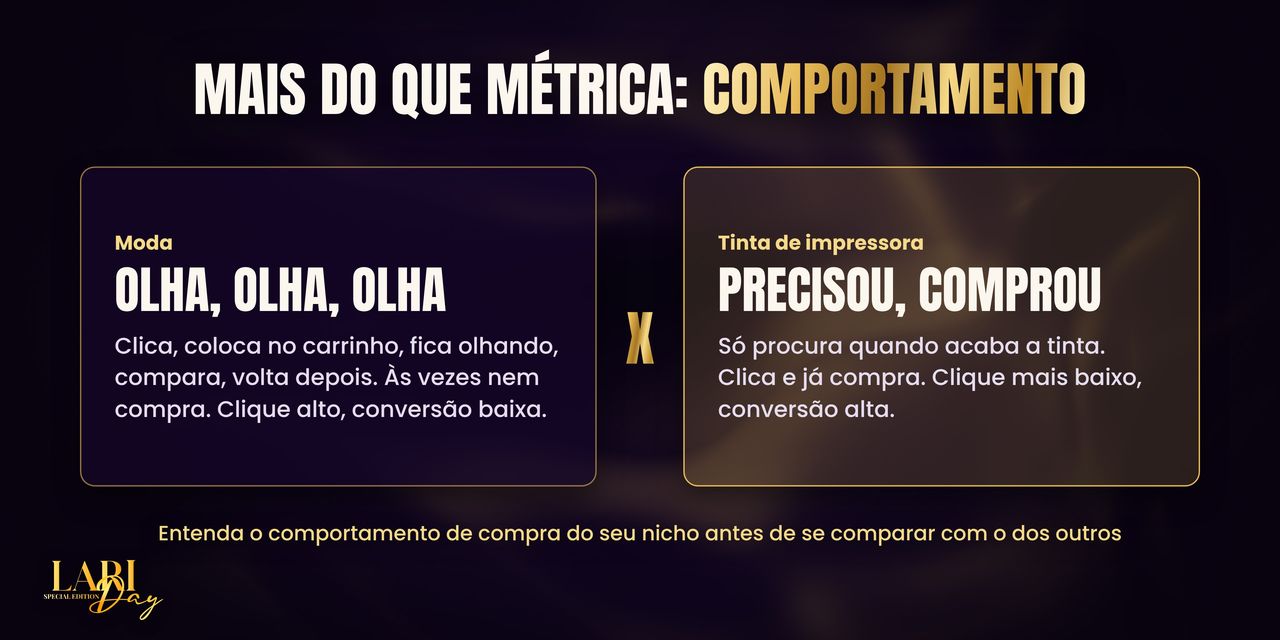 MAIS DO QUE MÉTRICA: COMPORTAMENTO
Moda
OLHA, OLHA, OLHA
Clica, coloca no carrinho, fica olhando,
compara, volta depois. Às vezes nem
compra. Clique alto, conversão baixa.
X
Tinta de impressora
PRECISOU, COMPROU
Só procura quando acaba a tinta.
Clica e já compra. Clique mais baixo,
conversão alta.
Entenda o comportamento de compra do seu nicho antes de se comparar com o dos outros
LABI
SPECIAL EDITION
Day